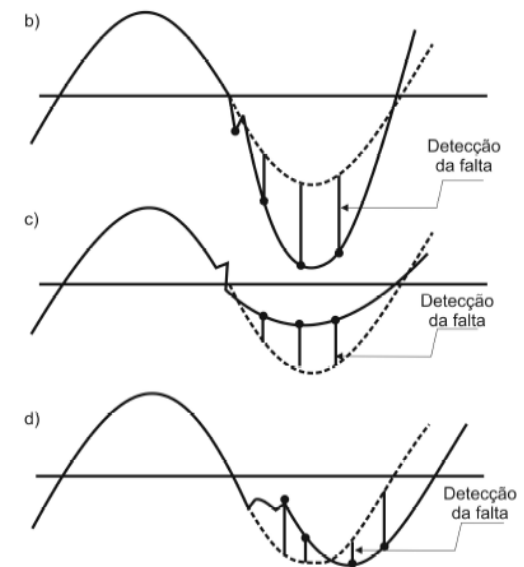 b)
Detecção
da falta
c)
Detecção
da falta
d)
Detecção
da falta